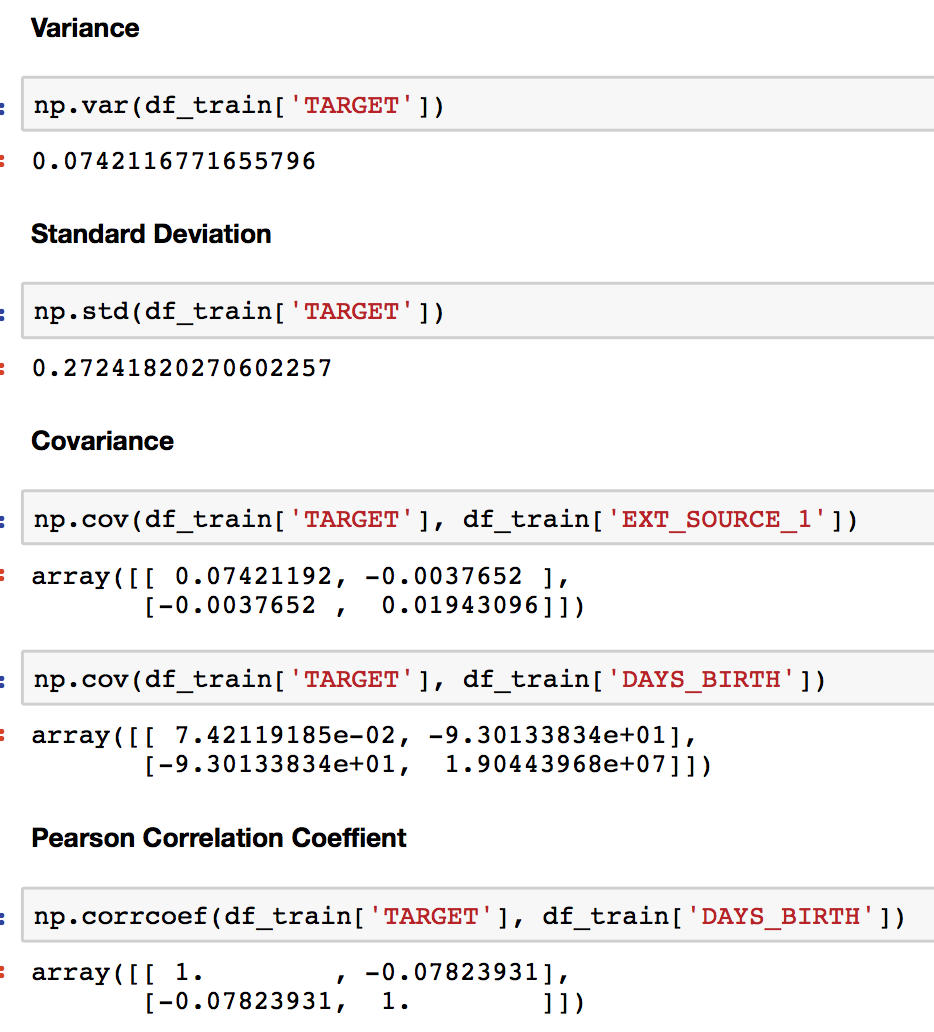 Variance
np.var(df_train['TARGET'])
0.0742116771655796
Standard Deviation
np.std(df_train['TARGET'])
0.27241820270602257
Covariance
np.cov(df_train['TARGET'], df_train['EXT_SOURCE_1'])
array([[ 0.07421192, -0.0037652 ],
       [-0.0037652 ,  0.01943096]])
np.cov(df_train['TARGET'], df_train['DAYS_BIRTH'])
array([[ 7.42119185e-02, -9.30133834e+01],
       [-9.30133834e+01,  1.90443968e+07]])
Pearson Correlation Coeffient
np.corrcoef(df_train['TARGET'], df_train['DAYS_BIRTH'])
array([[ 1.        , -0.07823931],
       [-0.07823931,  1.        ]])